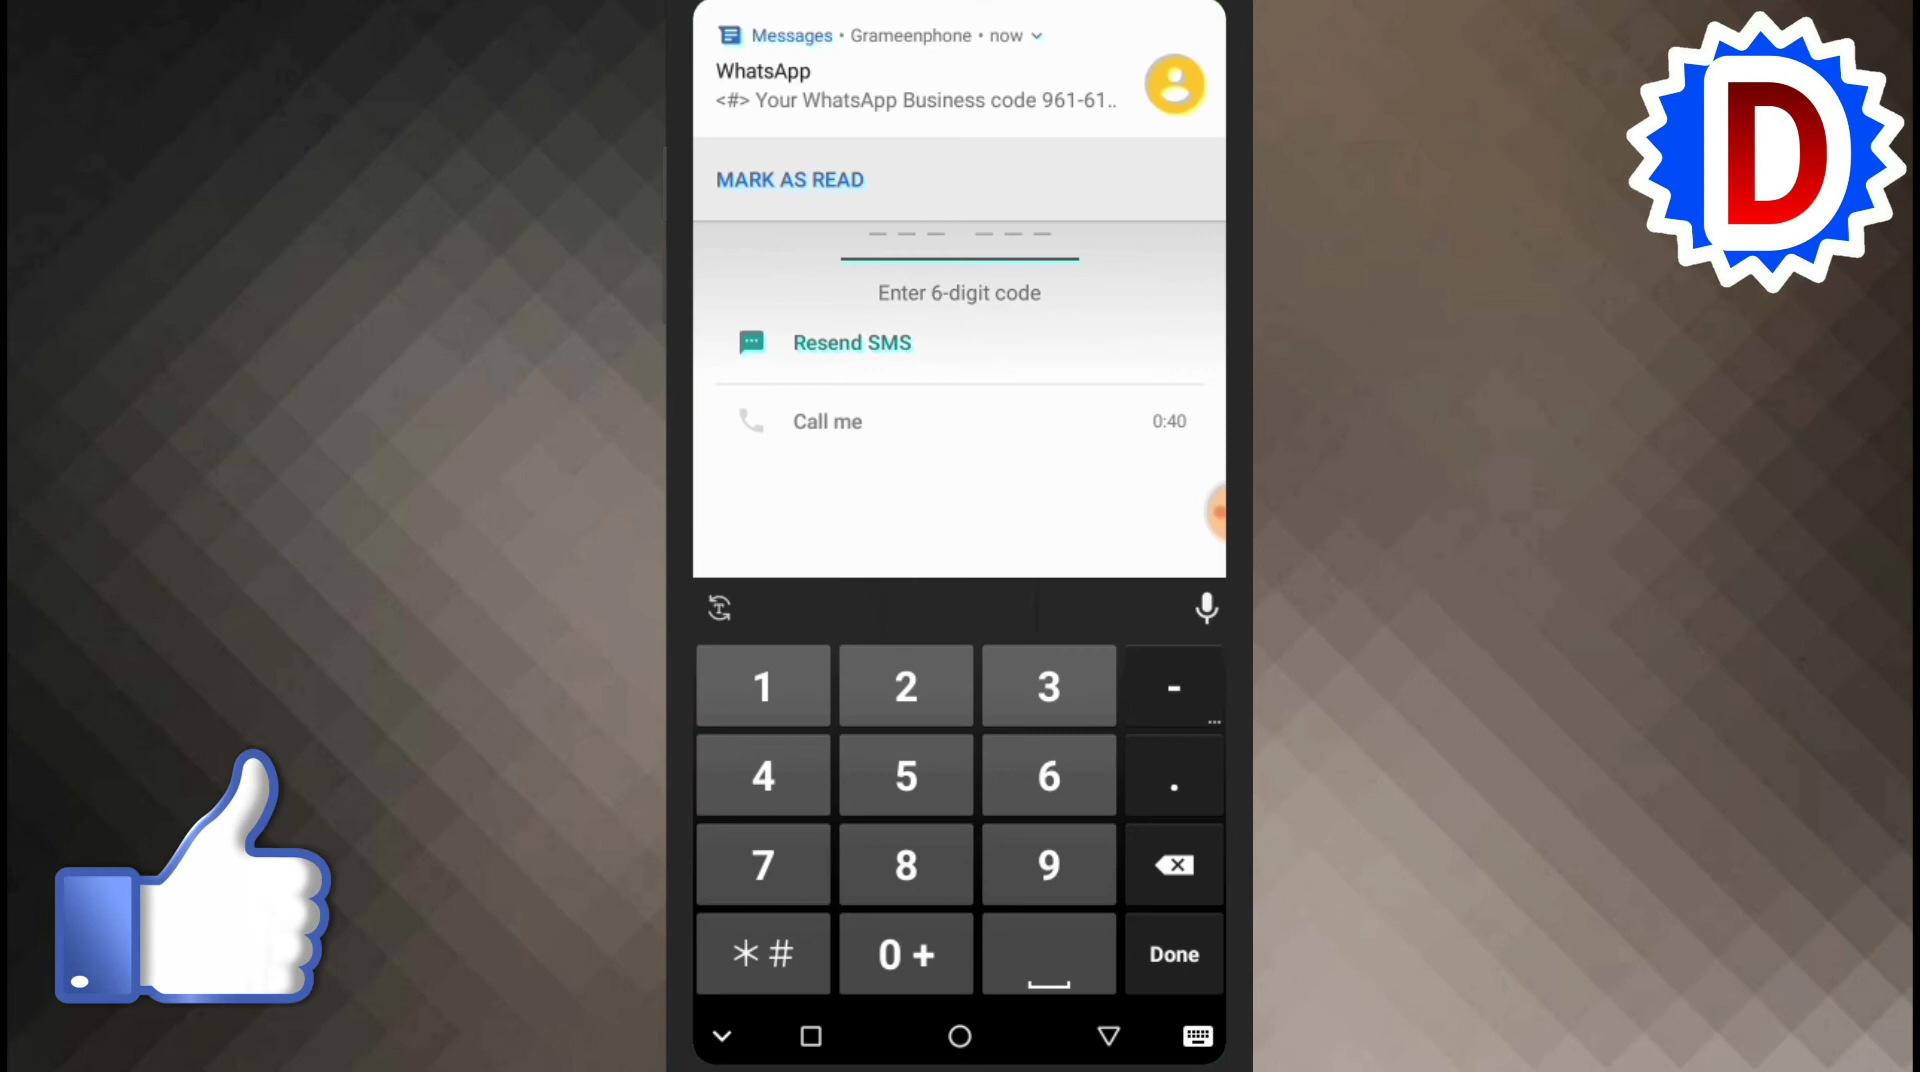 Messages • Grameenphone • now
WhatsApp
<#> Your WhatsApp Business code 961-61..
MARK AS READ
Enter 6-digit code
Resend SMS
Call me 0:40
1 2 3 -
...
4 5 6 .
7 8 9
*# 0 + Done
D